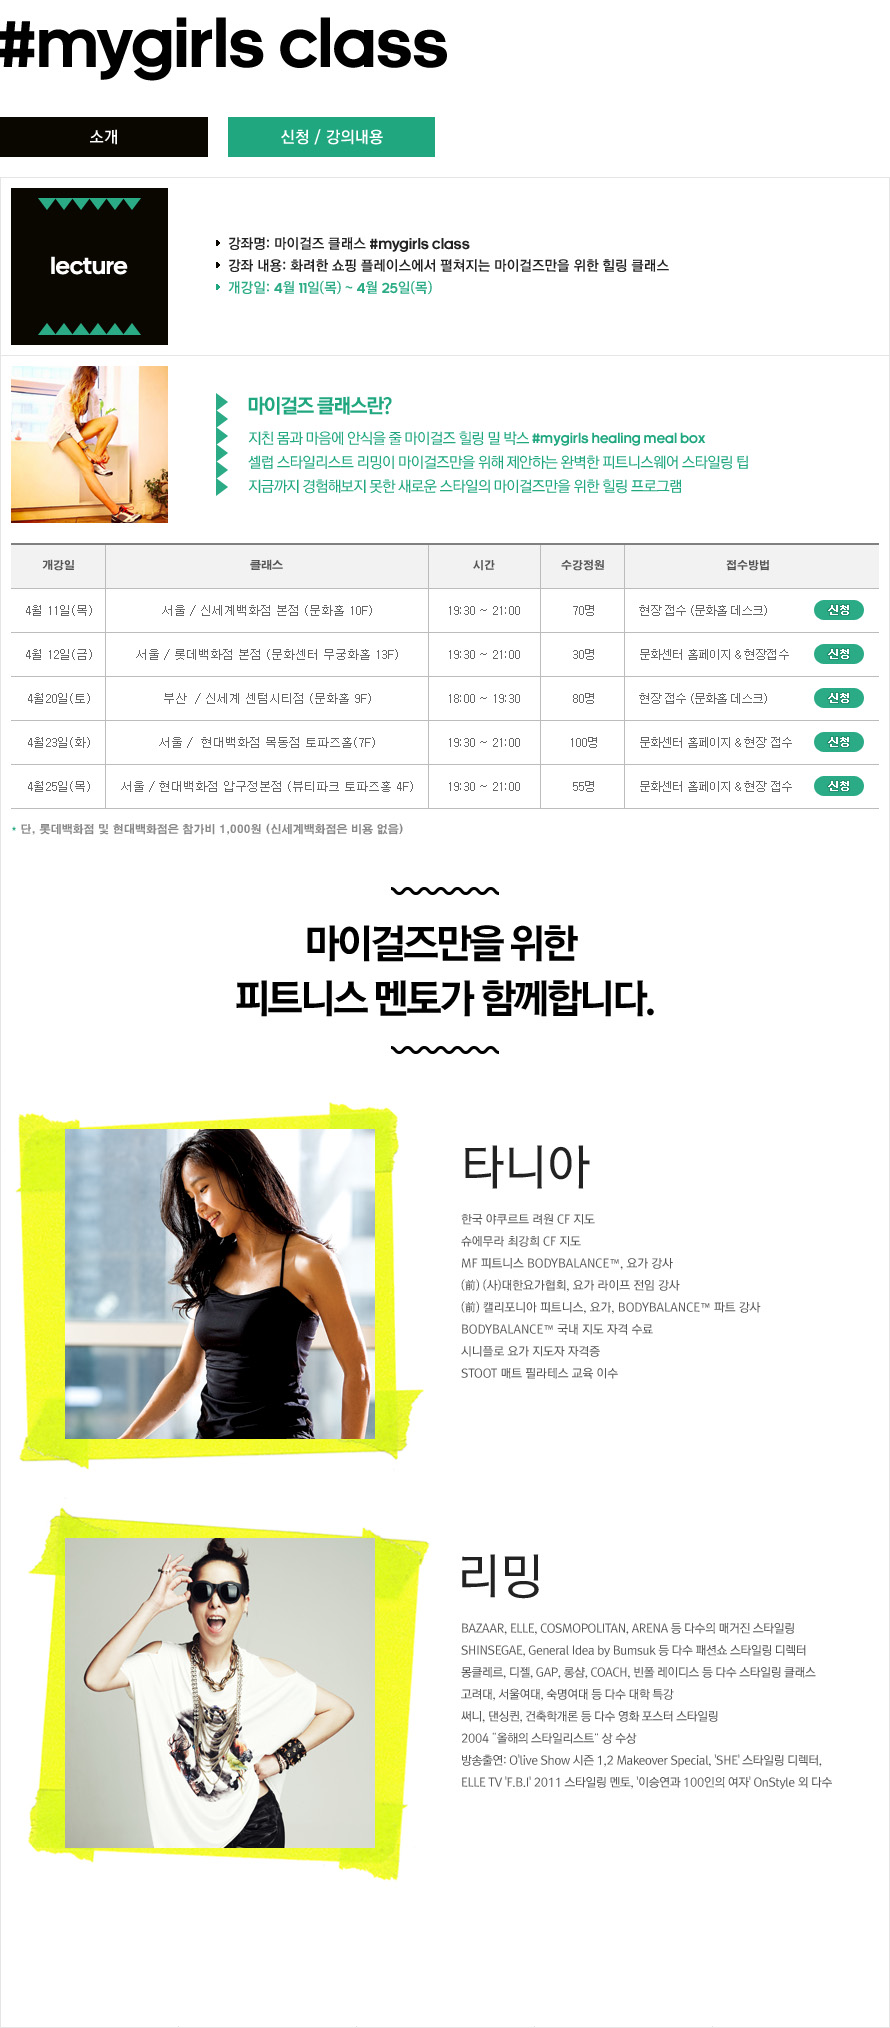 #mygirls class
소개
신청 / 강의내용
lecture
강좌명: 마이걸즈 클래스 #mygirls class
강좌 내용: 화려한 쇼핑 플레이스에서 펼쳐지는 마이걸즈만을 위한 힐링 클래스
개강일: 4월 11일(목) ~ 4월 25일(목)
마이걸즈 클래스란?
지친 몸과 마음에 안식을 줄 마이걸즈 힐링 밀 박스 #mygirls healing meal box
셀럽 스타일리스트 리밍이 마이걸즈만을 위해 제안하는 완벽한 피트니스웨어 스타일링 팁
지금까지 경험해보지 못한 새로운 스타일의 마이걸즈만을 위한 힐링 프로그램
개강일 클래스 시간 수강정원 접수방법
4월 11일(목) 서울 / 신세계백화점 본점 (문화홀 10F) 19:30 ~ 21:00 70명 현장 접수 (문화홀 데스크) 신청
4월 12일(금) 서울 / 롯데백화점 본점 (문화센터 무궁화홀 13F) 19:30 ~ 21:00 30명 문화센터 홈페이지 & 현장접수 신청
4월20일(토) 부산 / 신세계 센텀시티점 (문화홀 9F) 18:00 ~ 19:30 80명 현장 접수 (문화홀 데스크) 신청
4월23일(화) 서울 / 현대백화점 목동점 토파즈홀(7F) 19:30 ~ 21:00 100명 문화센터 홈페이지 & 현장 접수 신청
4월25일(목) 서울 / 현대백화점 압구정본점 (뷰티파크 토파즈홀 4F) 19:30 ~ 21:00 55명 문화센터 홈페이지 & 현장 접수 신청
* 단, 롯데백화점 및 현대백화점은 참가비 1,000원 (신세계백화점은 비용 없음)
마이걸즈만을 위한
피트니스 멘토가 함께합니다.
타니아
한국 야쿠르트 려원 CF 지도
슈에무라 최강희 CF 지도
MF 피트니스 BODYBALANCE™, 요가 강사
(前) (사)대한요가협회, 요가 라이프 전임 강사
(前) 캘리포니아 피트니스, 요가, BODYBALANCE™ 파트 강사
BODYBALANCE™ 국내 지도 자격 수료
시니플로 요가 지도자 자격증
STOOT 매트 필라테스 교육 이수
리밍
BAZAAR, ELLE, COSMOPOLITAN, ARENA 등 다수의 매거진 스타일링
SHINSEGAE, General Idea by Bumsuk 등 다수 패션쇼 스타일링 디렉터
몽클레르, 디젤, GAP, 롱샴, COACH, 빈폴 레이디스 등 다수 스타일링 클래스
고려대, 서울여대, 숙명여대 등 다수 대학 특강
써니, 댄싱퀸, 건축학개론 등 다수 영화 포스터 스타일링
2004 "올해의 스타일리스트" 상 수상
방송출연: O'live Show 시즌 1,2 Makeover Special, 'SHE' 스타일링 디렉터,
ELLE TV 'F.B.I' 2011 스타일링 멘토, '이승연과 100인의 여자' OnStyle 외 다수